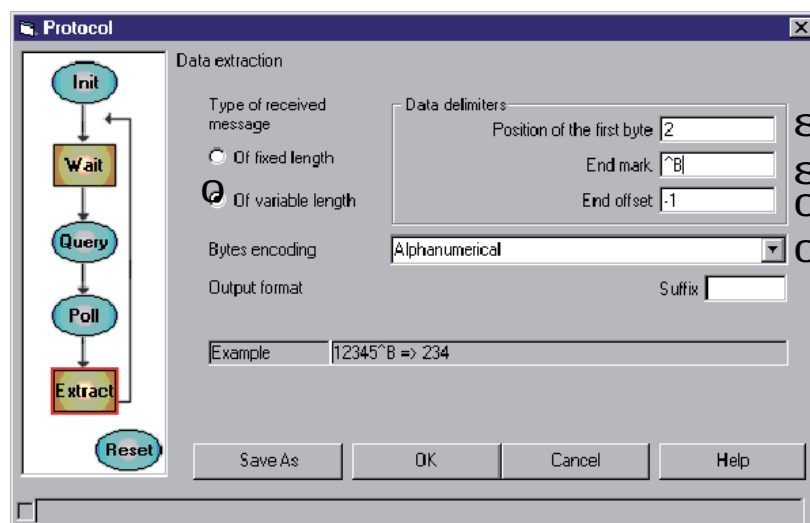 Protocol
Data extraction
Init
Wait
Query
Poll
Extract
Reset
Type of received
message
Of fixed length
Of variable length
Data delimiters
Position of the first byte 2
End mark. ^B
End offset -1
Bytes encoding Alphanumerical
Output format Suffix
Example 12345^B => 234
Save As OK Cancel Help